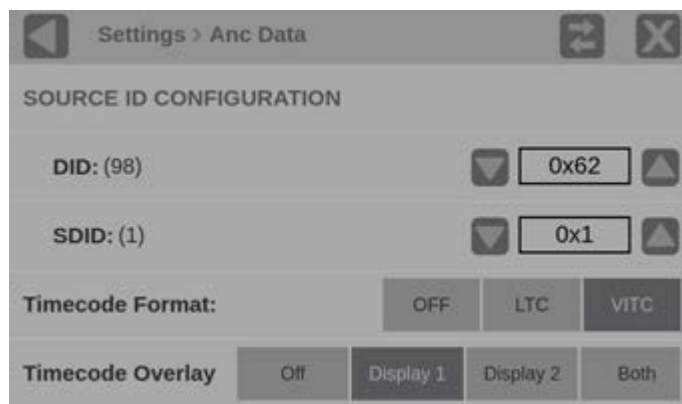 Settings > Anc Data
SOURCE ID CONFIGURATION
DID: (98) 0x62
SDID: (1) 0x1
Timecode Format: OFF LTC VITC
Timecode Overlay Off Display 1 Display 2 Both